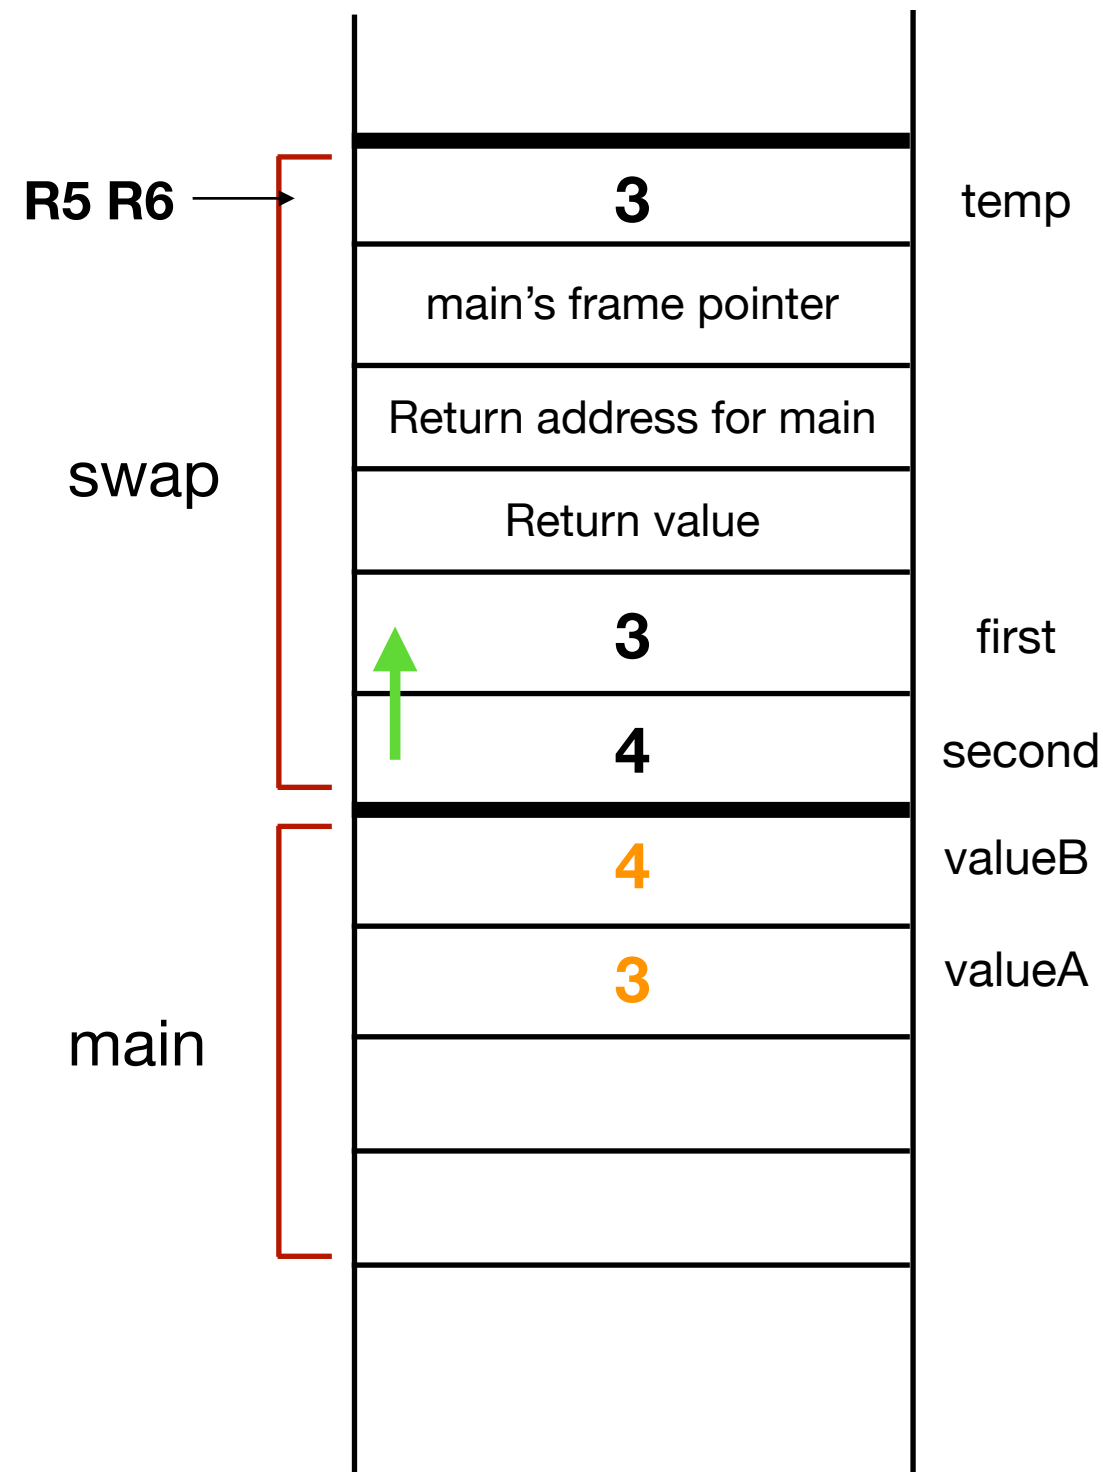 R5 R6
3
temp
main’s frame pointer
Return address for main
swap
Return value
3
first
4
second
4
valueB
3
valueA
main